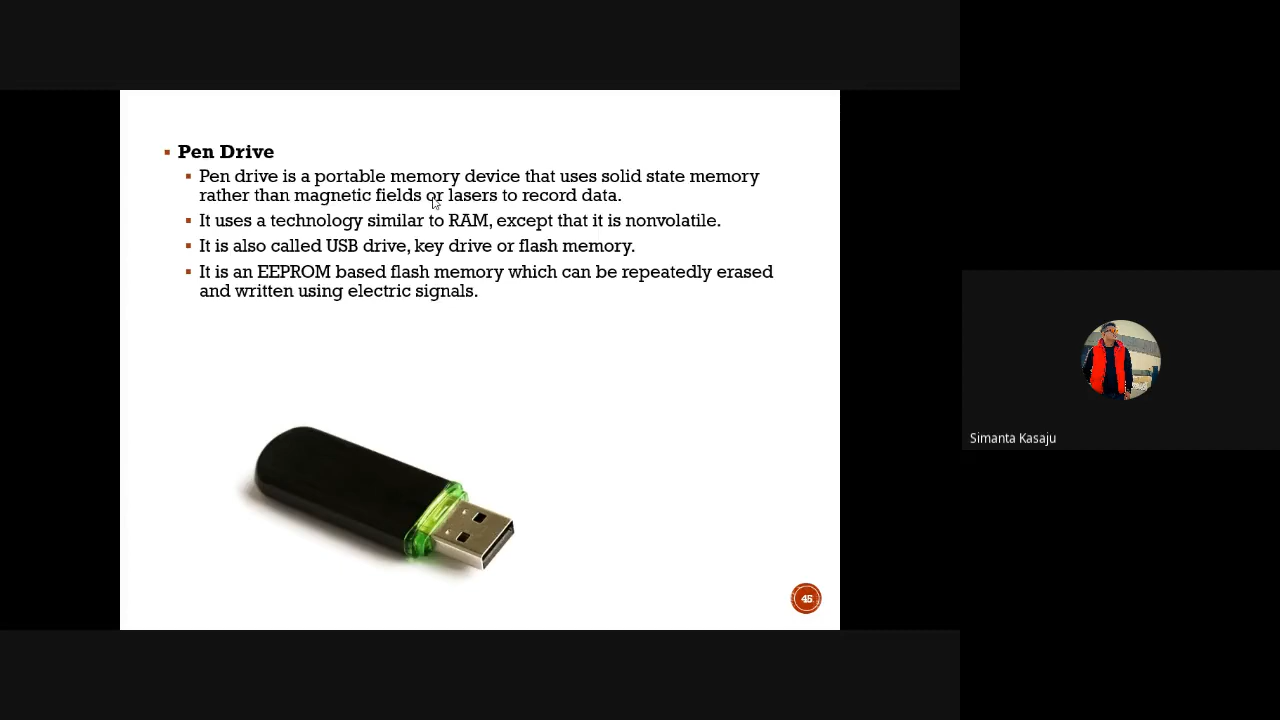 Pen Drive
Pen drive is a portable memory device that uses solid state memory
rather than magnetic fields or lasers to record data.
It uses a technology similar to RAM, except that it is nonvolatile.
It is also called USB drive, key drive or flash memory.
It is an EEPROM based flash memory which can be repeatedly erased
and written using electric signals.
45
Simanta Kasaju